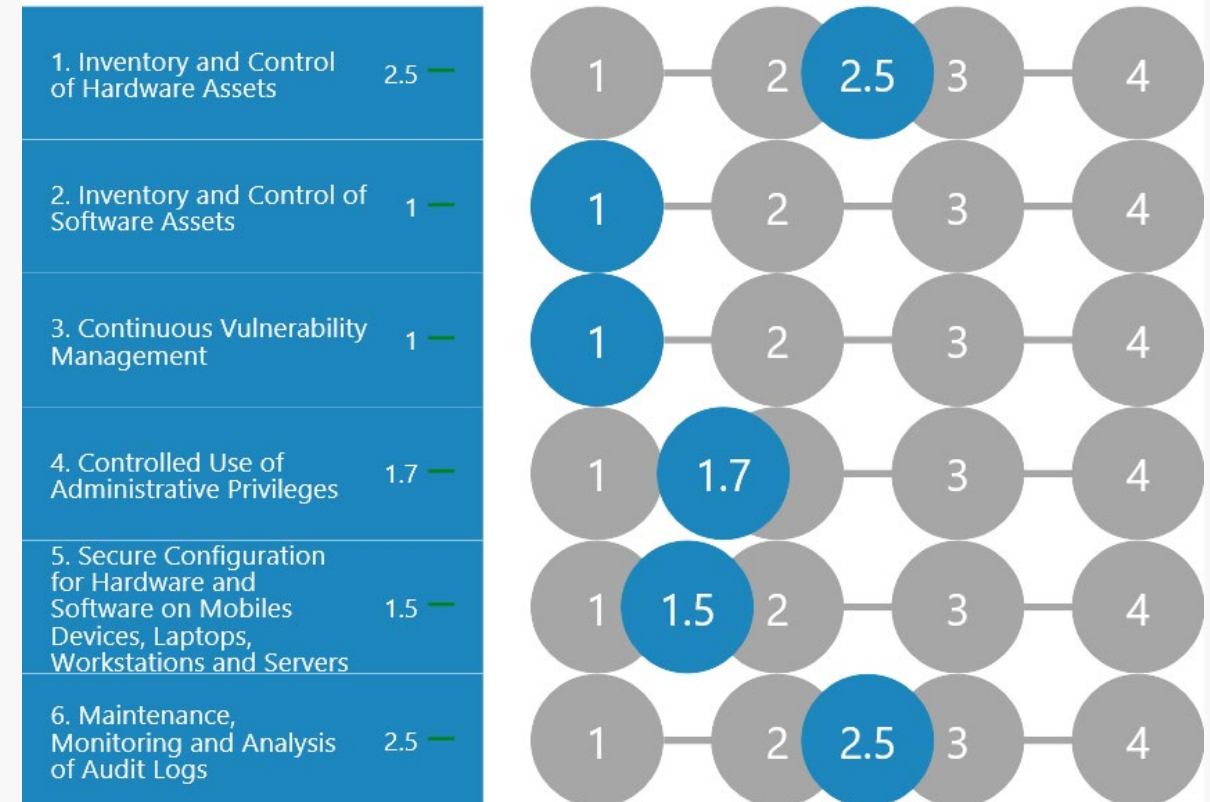 1. Inventory and Control
of Hardware Assets
2.5
1
2
2.5
3
4
2. Inventory and Control of
Software Assets
1
1
2
3
4
3. Continuous Vulnerability
Management
1
1
2
3
4
4. Controlled Use of
Administrative Privileges
1.7
1
1.7
3
4
5. Secure Configuration
for Hardware and
Software on Mobiles
Devices, Laptops,
Workstations and Servers
1.5
1
1.5
2
3
4
6. Maintenance,
Monitoring and Analysis
of Audit Logs
2.5
1
2
2.5
3
4